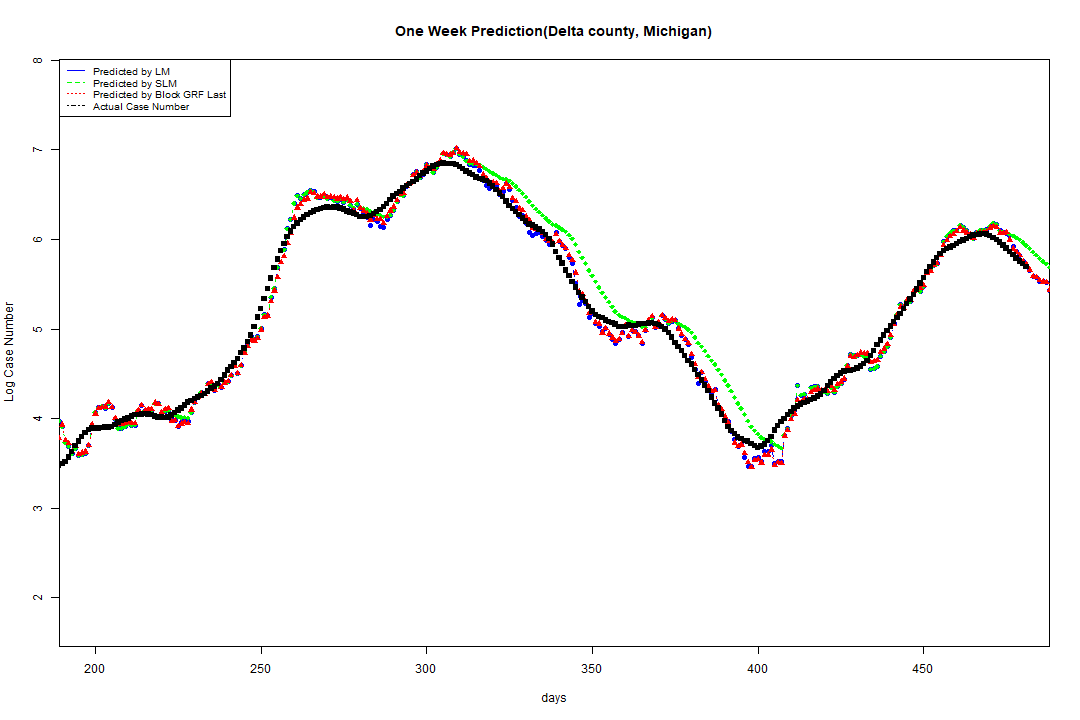 One Week Prediction(Delta county, Michigan)
Predicted by LM
Predicted by SLM
Predicted by Block GRF Last
Actual Case Number
Log Case Number
8
7
6
5
4
3
2
200 250 300 350 400 450
days